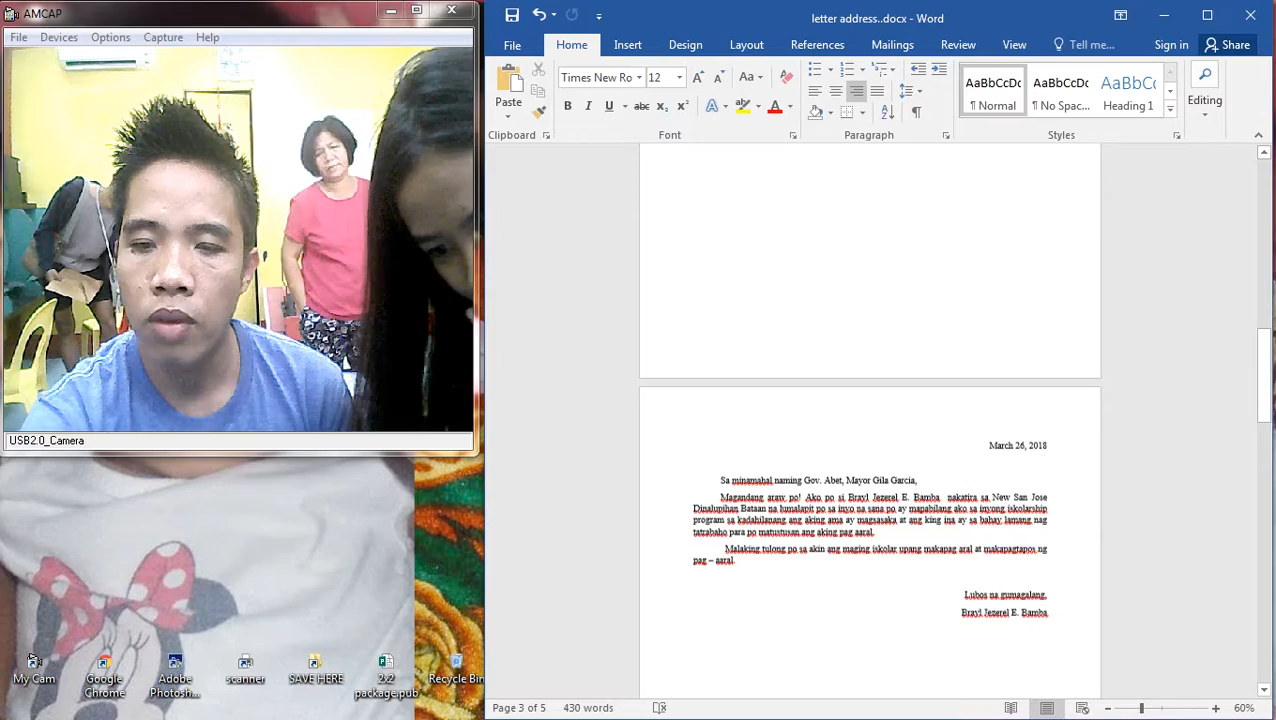 AMCAP
File Devices Options Capture Help
USB2.0_Camera
My Cam
Google Chrome
Adobe Photosh...
scanner
SAVE HERE
2x2 package.pub
Recycle Bin
letter address..docx - Word
File Home Insert Design Layout References Mailings Review View Tell me... Sign in Share
Paste
Times New Ro 12 Aa
B I U abc x₂ x² A aby A
Clipboard Font Paragraph Styles
AaBbCcDc AaBbCcDc AaBbCc
¶ Normal ¶ No Spac... Heading 1
Editing
March 26, 2018
Sa minamahal naming Gov. Abet, Mayor Gila Garcia,
Magandang araw po! Ako po si Brayl Jezerel E. Bamba nakatira sa New San Jose
Dinalupihan Bataan na lumalapit po sa inyo na sana po ay mapabilang ako sa inyong iskolarship
program sa kadahilanang ang aking ama ay magsasaka at ang king ina ay sa bahay lamang nag
tatrabaho para po matustusan ang aking pag aaral.
Malaking tulong po sa akin ang maging iskolar upang makapag aral at makapagtapos ng
pag – aaral.
Lubos na gumagalang,
Brayl Jezerel E. Bamba
Page 3 of 5 430 words 60%